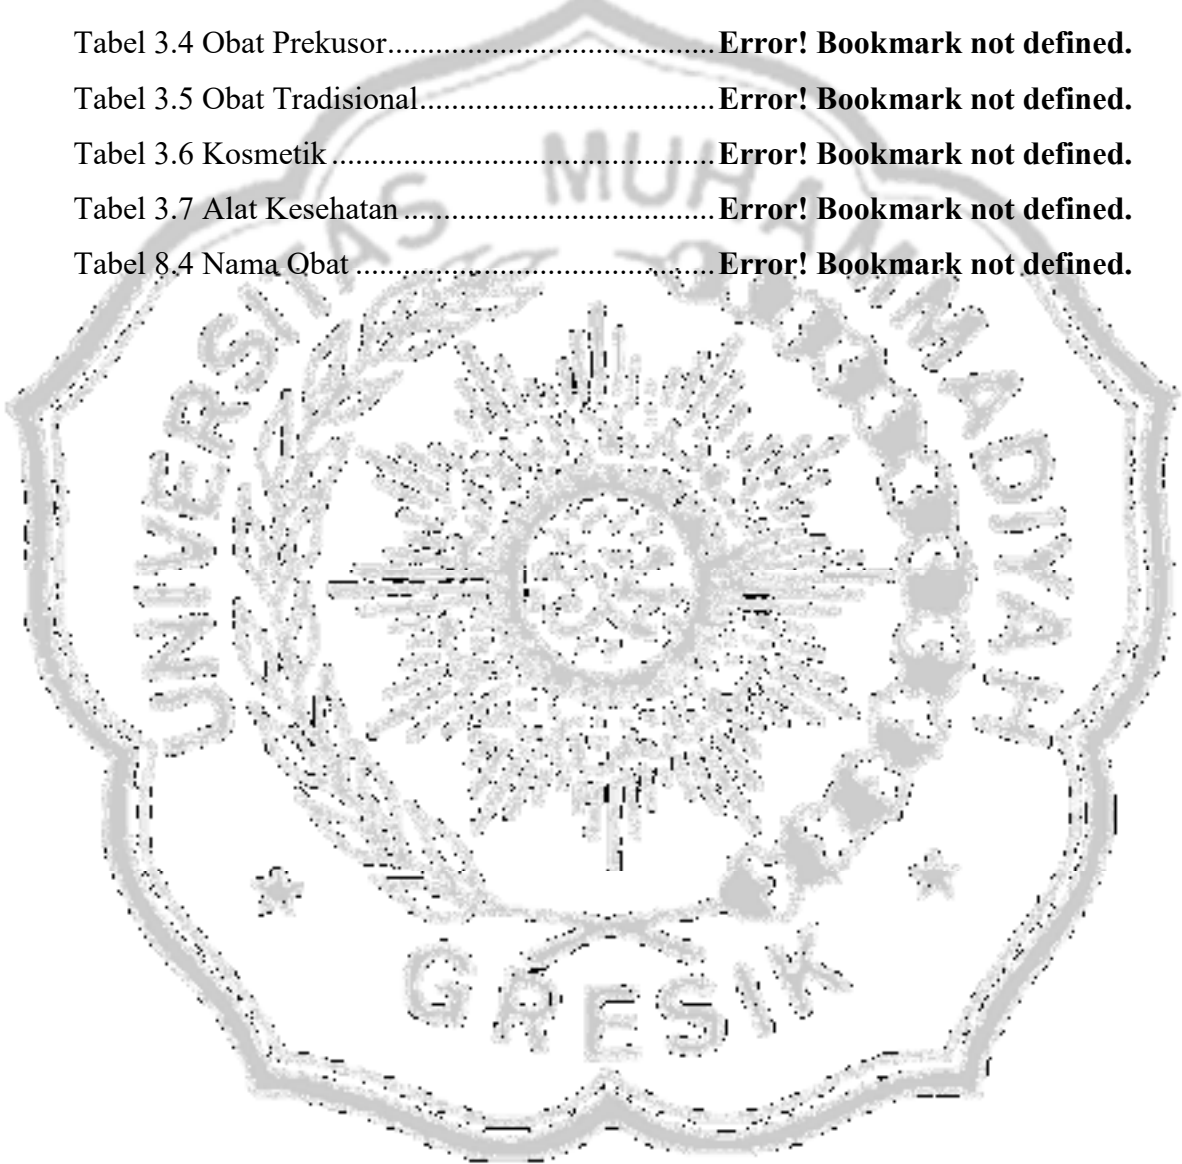 Tabel 3.4 Obat Prekusor..........................................Error! Bookmark not defined.
Tabel 3.5 Obat Tradisional......................................Error! Bookmark not defined.
Tabel 3.6 Kosmetik.................................................Error! Bookmark not defined.
Tabel 3.7 Alat Kesehatan........................................Error! Bookmark not defined.
Tabel 8.4 Nama Obat..............................................Error! Bookmark not defined.
UNIVERSITAS MUHAMMADIYAH
GRESIK